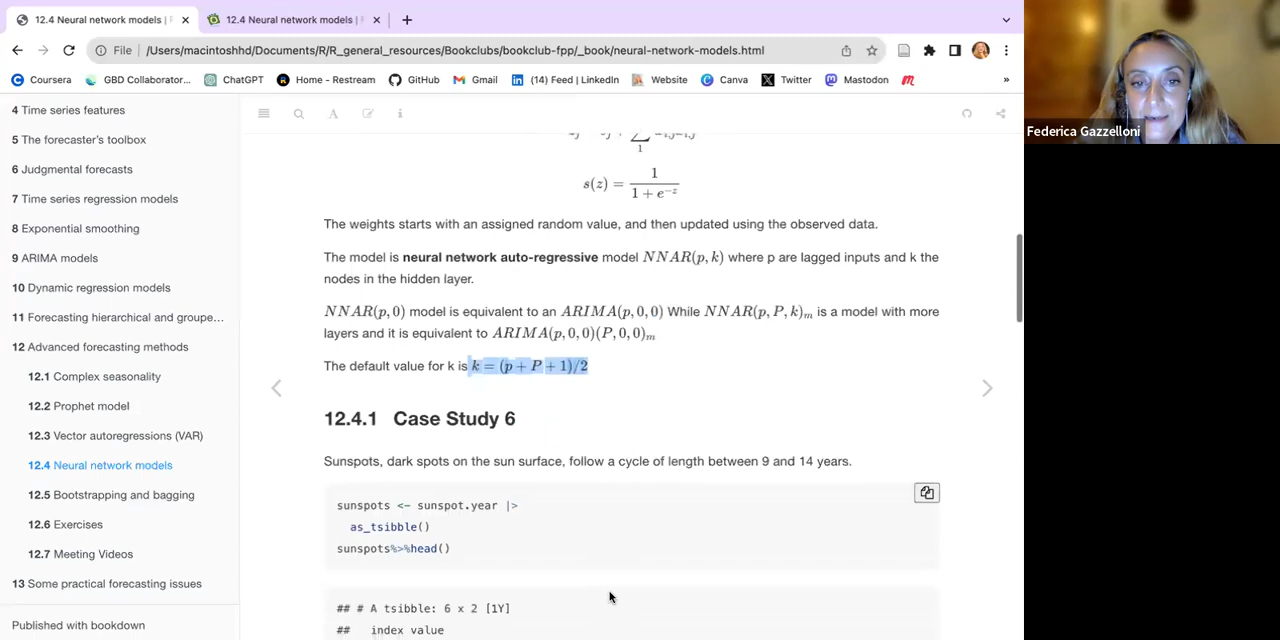 12.4 Neural network models |
12.4 Neural network models |
File /Users/macintoshhd/Documents/R/R_general_resources/Bookclubs/bookclub-fpp/_book/neural-network-models.html
Coursera GBD Collaborator... ChatGPT Home - Restream GitHub Gmail (14) Feed | LinkedIn Website Canva Twitter Mastodon »
4 Time series features
5 The forecaster's toolbox
6 Judgmental forecasts
7 Time series regression models
8 Exponential smoothing
9 ARIMA models
10 Dynamic regression models
11 Forecasting hierarchical and groupe...
12 Advanced forecasting methods
12.1 Complex seasonality
12.2 Prophet model
12.3 Vector autoregressions (VAR)
12.4 Neural network models
12.5 Bootstrapping and bagging
12.6 Exercises
12.7 Meeting Videos
13 Some practical forecasting issues
Published with bookdown
s(z) = 1 / (1 + e^{-z})
The weights starts with an assigned random value, and then updated using the observed data.
The model is neural network auto-regressive model NNAR(p, k) where p are lagged inputs and k the
nodes in the hidden layer.
NNAR(p, 0) model is equivalent to an ARIMA(p, 0, 0) While NNAR(p, P, k)m is a model with more
layers and it is equivalent to ARIMA(p, 0, 0)(P, 0, 0)m
The default value for k is k = (p + P + 1)/2
12.4.1 Case Study 6
Sunspots, dark spots on the sun surface, follow a cycle of length between 9 and 14 years.
sunspots <- sunspot.year |>
as_tsibble()
sunspots%>%head()
## # A tsibble: 6 x 2 [1Y]
## index value
Federica Gazzelloni